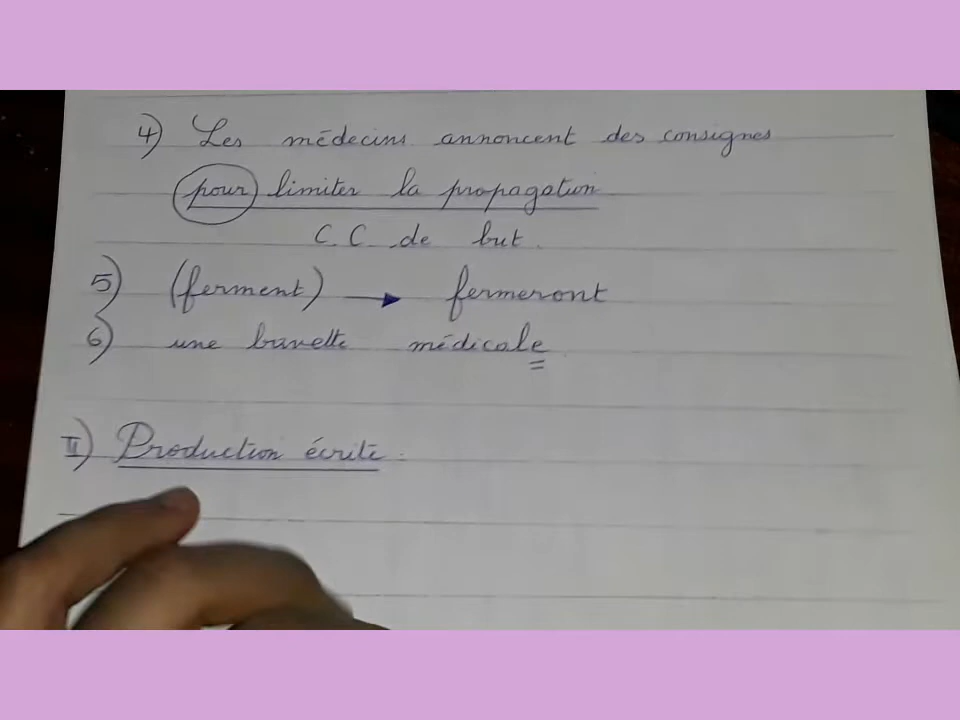 4) Les médecins annoncent des consignes
pour limiter la propagation
C.C de but.
5) (ferment) → fermeront
6) une bavette médicale
II) Production écrite.